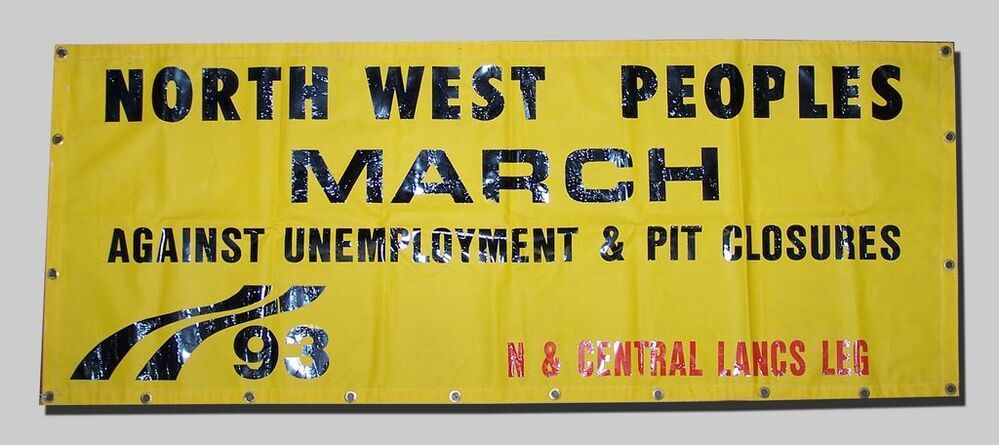 NORTH WEST PEOPLES
MARCH
AGAINST UNEMPLOYMENT & PIT CLOSURES
93
N & CENTRAL LANCS LEG